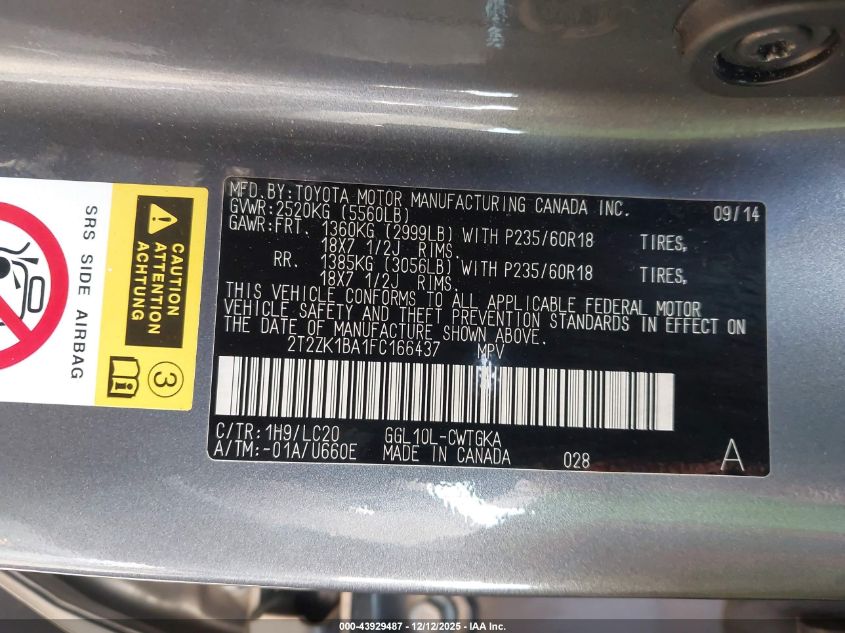 MFD. BY: TOYOTA MOTOR MANUFACTURING CANADA INC. 09/14
GVWR: 2520KG (5560LB)
GAWR: FRT. 1360KG (2999LB) WITH P235/60R18 TIRES,
18X7 1/2J RIMS.
RR. 1385KG (3056LB) WITH P235/60R18 TIRES,
18X7 1/2J RIMS.
THIS VEHICLE CONFORMS TO ALL APPLICABLE FEDERAL MOTOR
VEHICLE SAFETY AND THEFT PREVENTION STANDARDS IN EFFECT ON
THE DATE OF MANUFACTURE SHOWN ABOVE.
2T2ZK1BA1FC166437 MPV
C/TR: 1H9/LC20 GGL10L-CWTGKA
A/TM: -01A/U660E MADE IN CANADA 028 A
SRS SIDE AIRBAG
CAUTION
ATTENTION
ACHTUNG
3
000-43929487 - 12/12/2025 - IAA Inc.